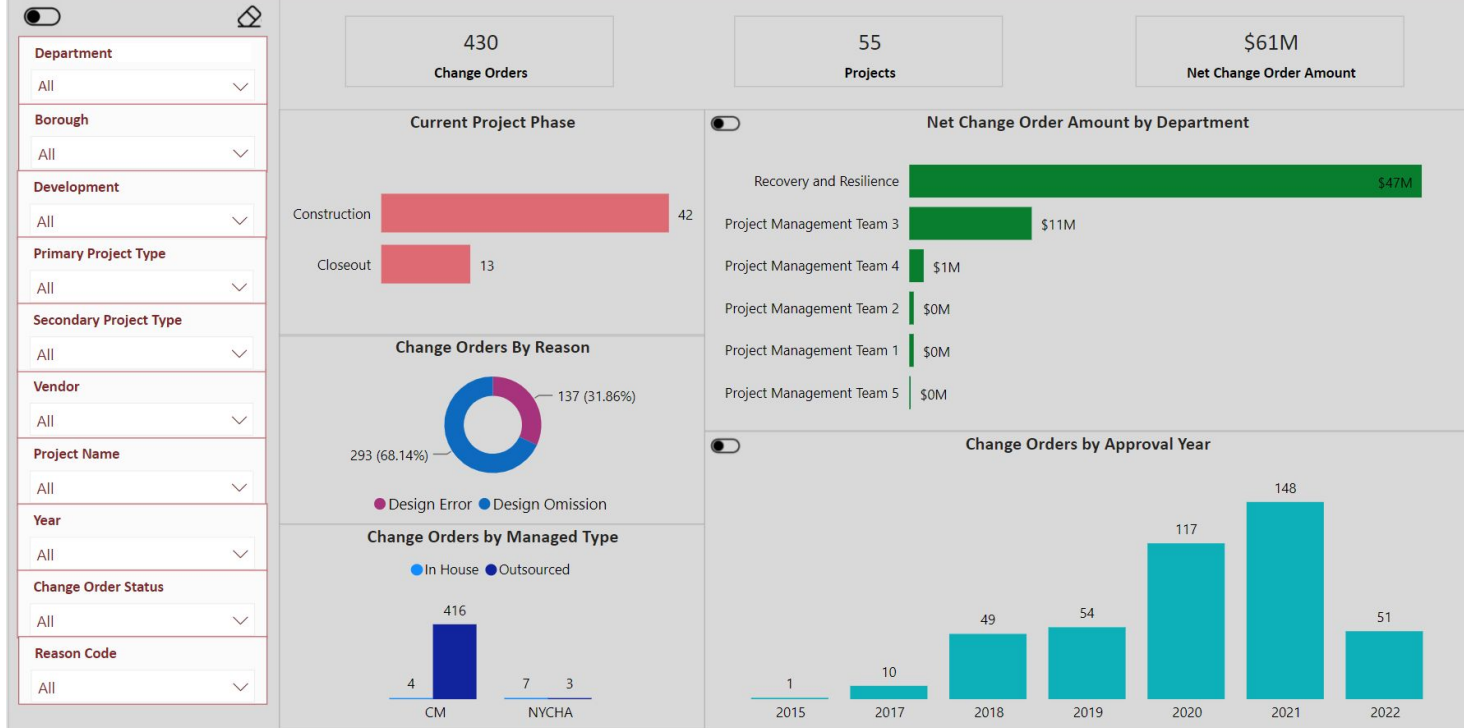 Department
All
Borough
All
Development
All
Primary Project Type
All
Secondary Project Type
All
Vendor
All
Project Name
All
Year
All
Change Order Status
All
Reason Code
All
430
Change Orders
55
Projects
$61M
Net Change Order Amount
Current Project Phase
Construction 42
Closeout 13
Net Change Order Amount by Department
Recovery and Resilience $47M
Project Management Team 3 $11M
Project Management Team 4 $1M
Project Management Team 2 $0M
Project Management Team 1 $0M
Project Management Team 5 $0M
Change Orders By Reason
137 (31.86%)
293 (68.14%)
Design Error Design Omission
Change Orders by Managed Type
In House Outsourced
416
4 7 3
CM NYCHA
Change Orders by Approval Year
148
117
49 54 51
10
1
2015 2017 2018 2019 2020 2021 2022